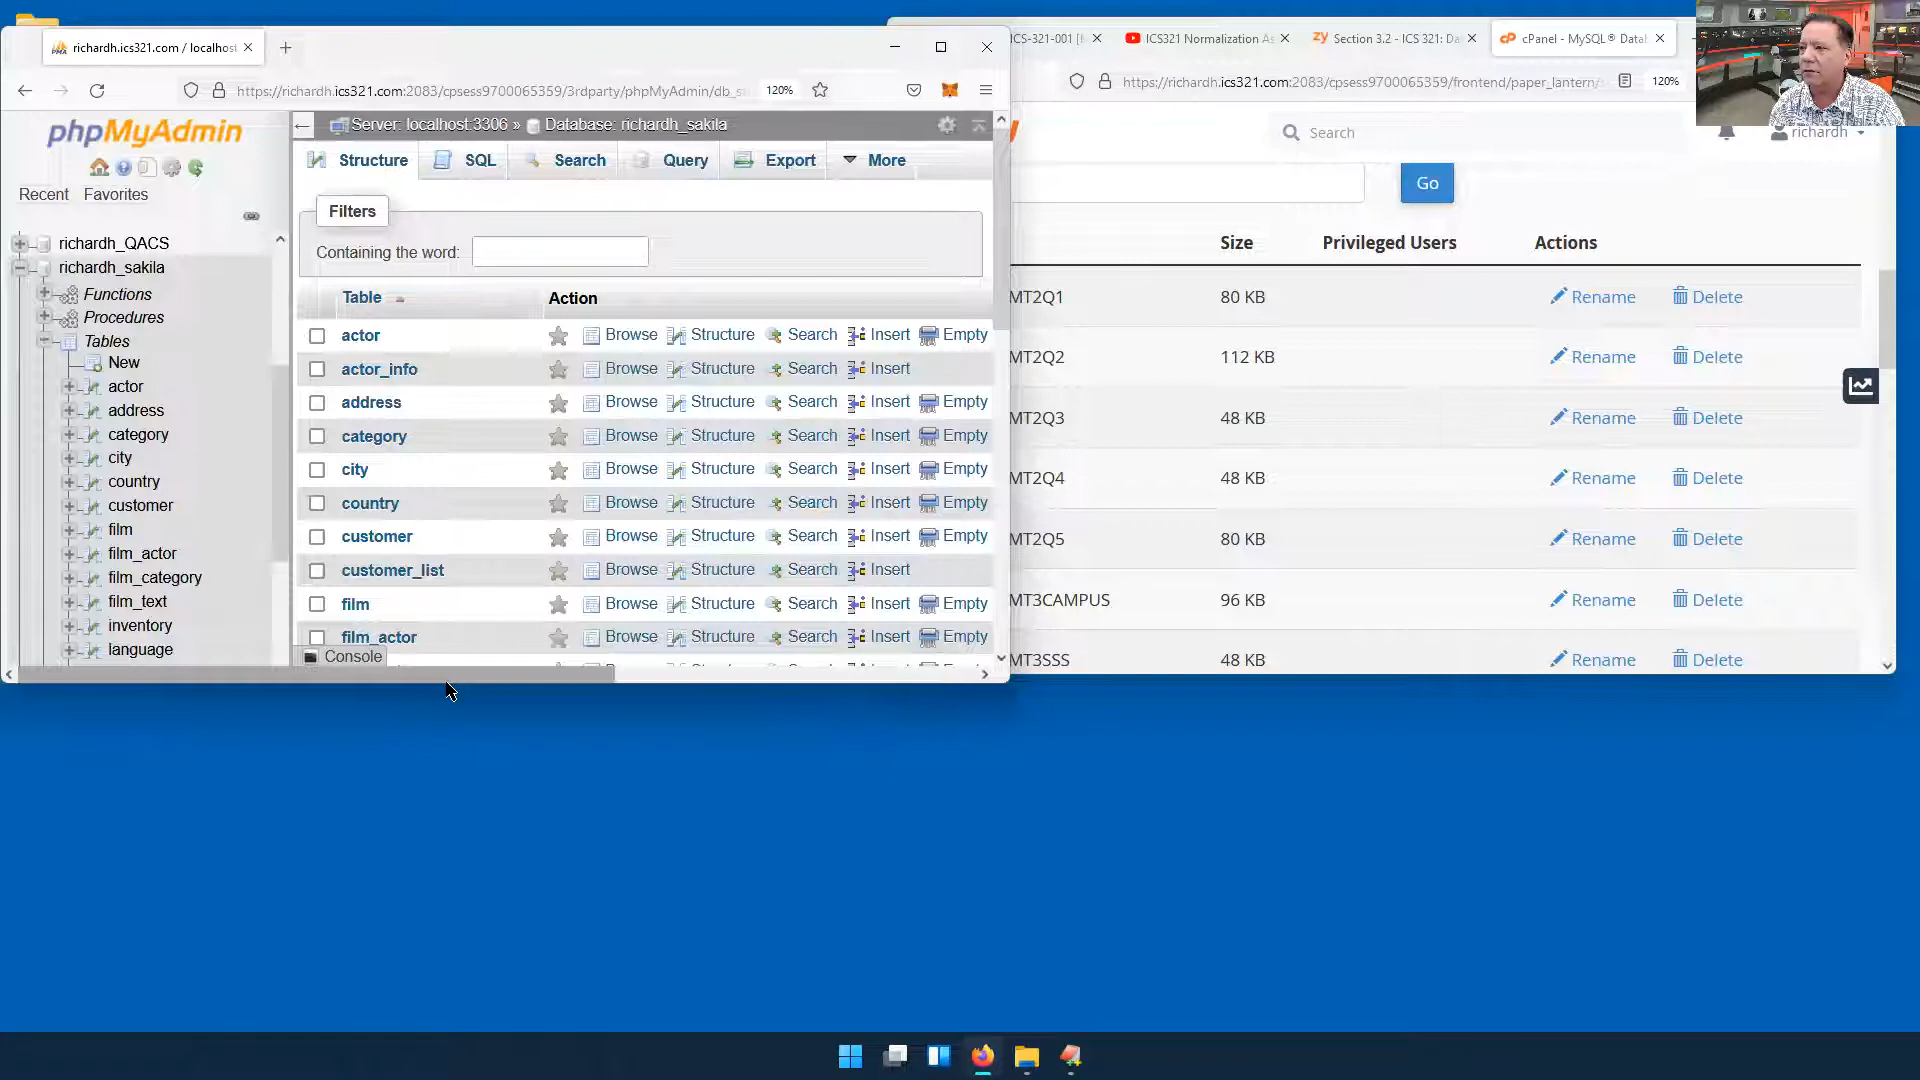 richardh.ics321.com / localhost
https://richardh.ics321.com:2083/cpsess9700065359/3rdparty/phpMyAdmin/db_s
120%
phpMyAdmin
Recent Favorites
richardh_QACS
richardh_sakila
Functions
Procedures
Tables
New
actor
address
category
city
country
customer
film
film_actor
film_category
film_text
inventory
language
Server: localhost:3306 » Database: richardh_sakila
Structure SQL Search Query Export More
Filters
Containing the word:
Table Action
actor Browse Structure Search Insert Empty
actor_info Browse Structure Search Insert
address Browse Structure Search Insert Empty
category Browse Structure Search Insert Empty
city Browse Structure Search Insert Empty
country Browse Structure Search Insert Empty
customer Browse Structure Search Insert Empty
customer_list Browse Structure Search Insert
film Browse Structure Search Insert Empty
film_actor Browse Structure Search Insert Empty
Console
ICS-321-001 [ ICS321 Normalization As Section 3.2 - ICS 321: Da cPanel - MySQL® Datab
https://richardh.ics321.com:2083/cpsess9700065359/frontend/paper_lantern/
120%
Search
richardh
Go
Size Privileged Users Actions
MT2Q1 80 KB Rename Delete
MT2Q2 112 KB Rename Delete
MT2Q3 48 KB Rename Delete
MT2Q4 48 KB Rename Delete
MT2Q5 80 KB Rename Delete
MT3CAMPUS 96 KB Rename Delete
MT3SSS 48 KB Rename Delete